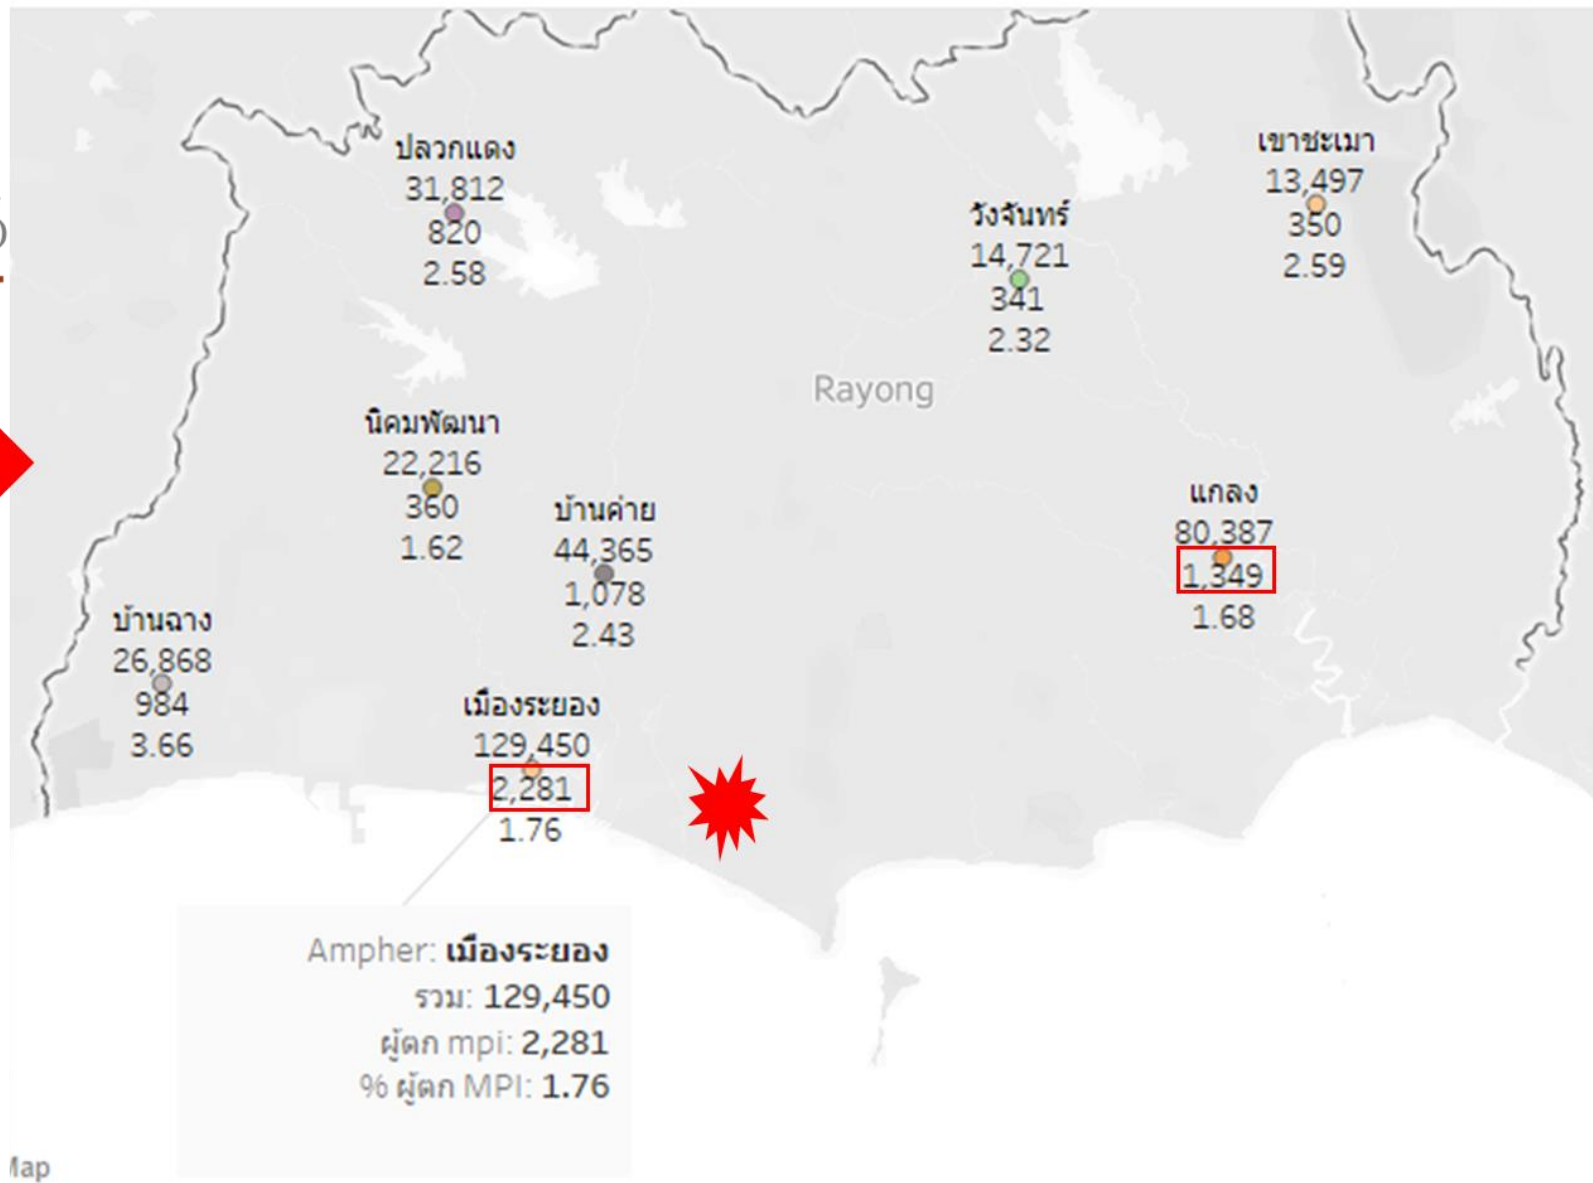 ปลวกแดง
31,812
820
2.58
เขาชะเมา
13,497
350
2.59
วังจันทร์
14,721
341
2.32
Rayong
นิคมพัฒนา
22,216
360
1.62
บ้านค่าย
44,365
1,078
2.43
แกลง
80,387
1,349
1.68
บ้านฉาง
26,868
984
3.66
เมืองระยอง
129,450
2,281
1.76
Ampher: เมืองระยอง
รวม: 129,450
ผู้ตก mpi: 2,281
% ผู้ตก MPI: 1.76